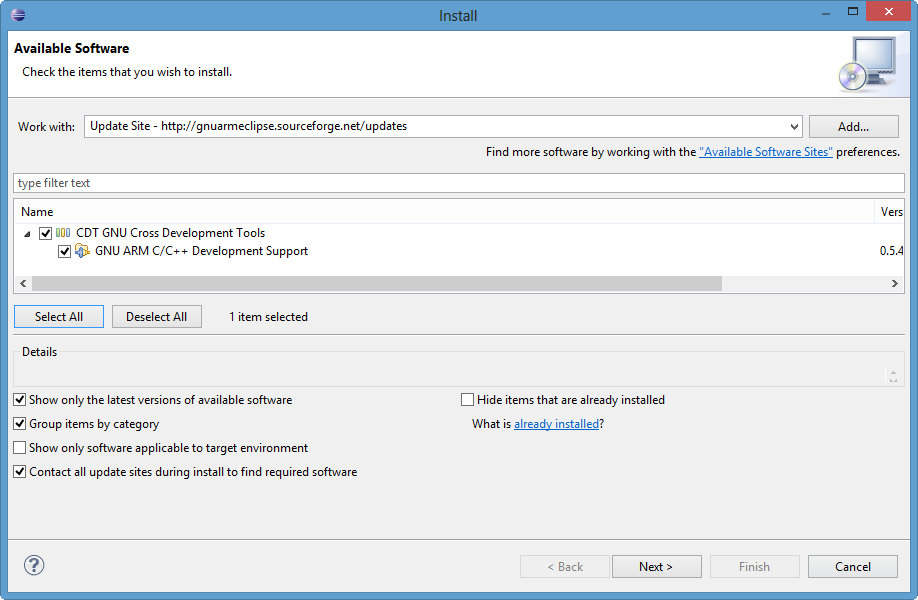 Install
Available Software
Check the items that you wish to install.
Work with: Update Site - http://gnuarmeclipse.sourceforge.net/updates Add...
Find more software by working with the "Available Software Sites" preferences.
type filter text
Name Vers
CDT GNU Cross Development Tools
GNU ARM C/C++ Development Support 0.5.4
Select All Deselect All 1 item selected
Details
Show only the latest versions of available software Hide items that are already installed
Group items by category What is already installed?
Show only software applicable to target environment
Contact all update sites during install to find required software
? < Back Next > Finish Cancel